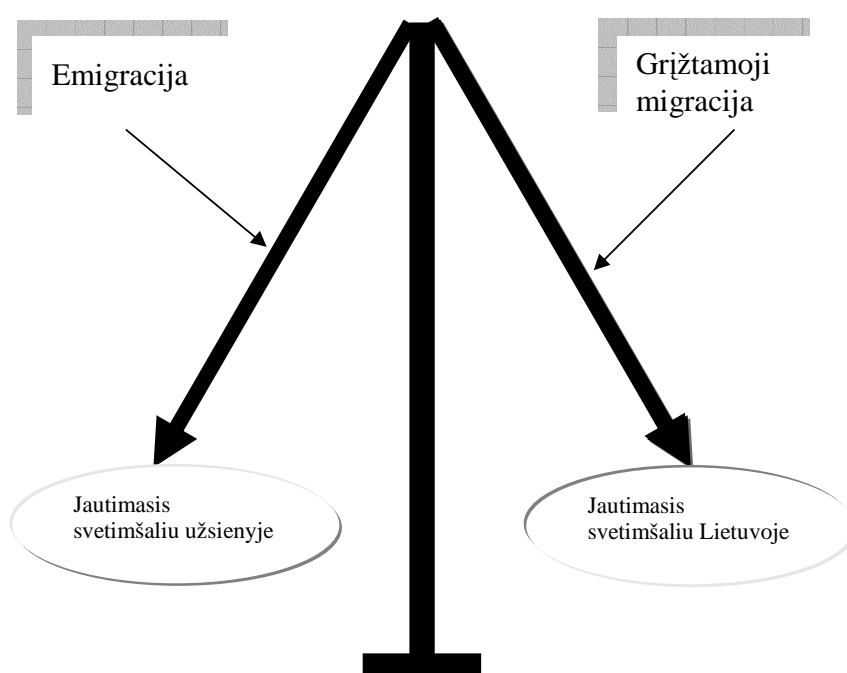 Emigracija
Grįžtamoji
migracija
Jautimasis
svetimšaliu užsienyje
Jautimasis
svetimšaliu Lietuvoje